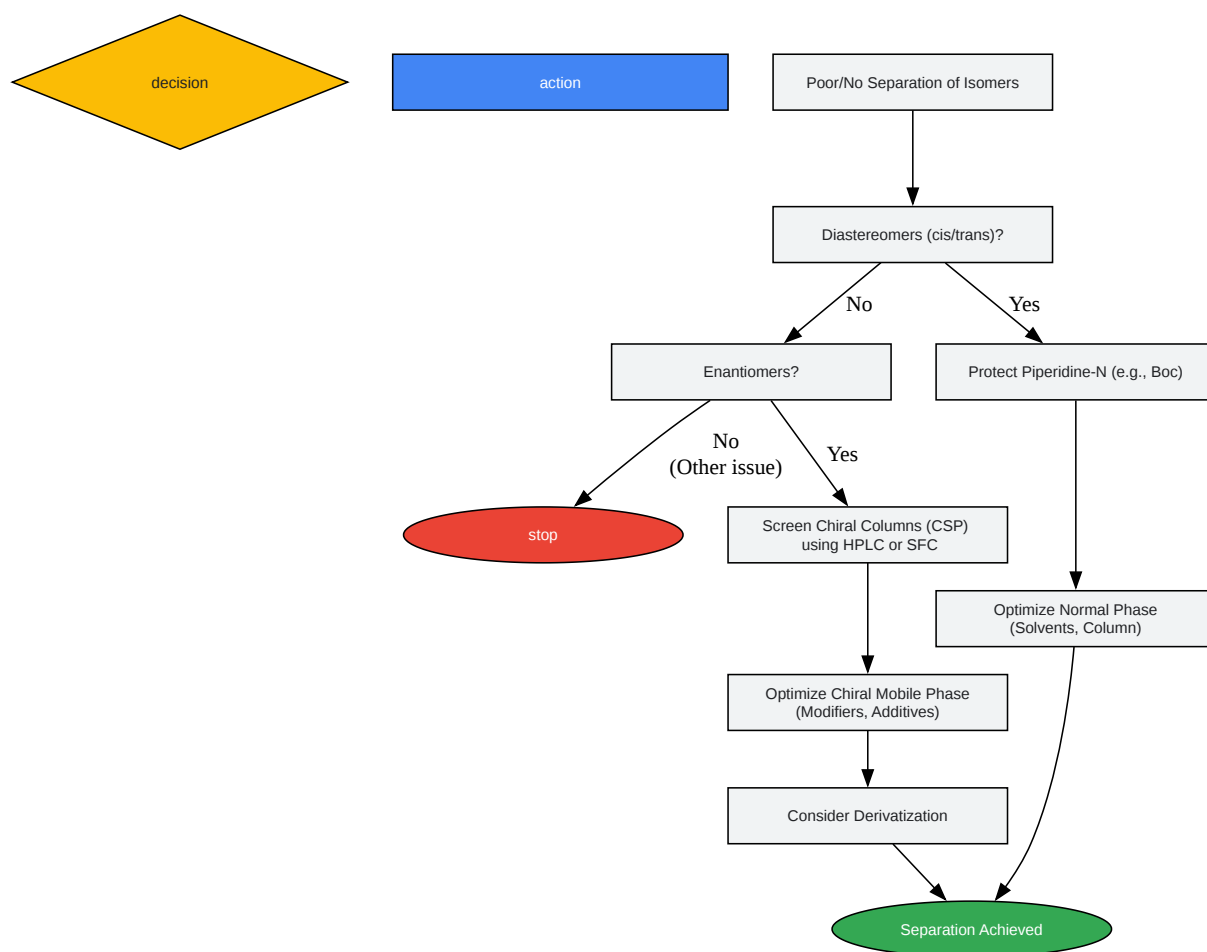 decision
action
Poor/No Separation of Isomers
Diastereomers (cis/trans)?
No
Yes
Enantiomers?
Protect Piperidine-N (e.g., Boc)
No
(Other issue)
Yes
stop
Screen Chiral Columns (CSP)
using HPLC or SFC
Optimize Normal Phase
(Solvents, Column)
Optimize Chiral Mobile Phase
(Modifiers, Additives)
Consider Derivatization
Separation Achieved